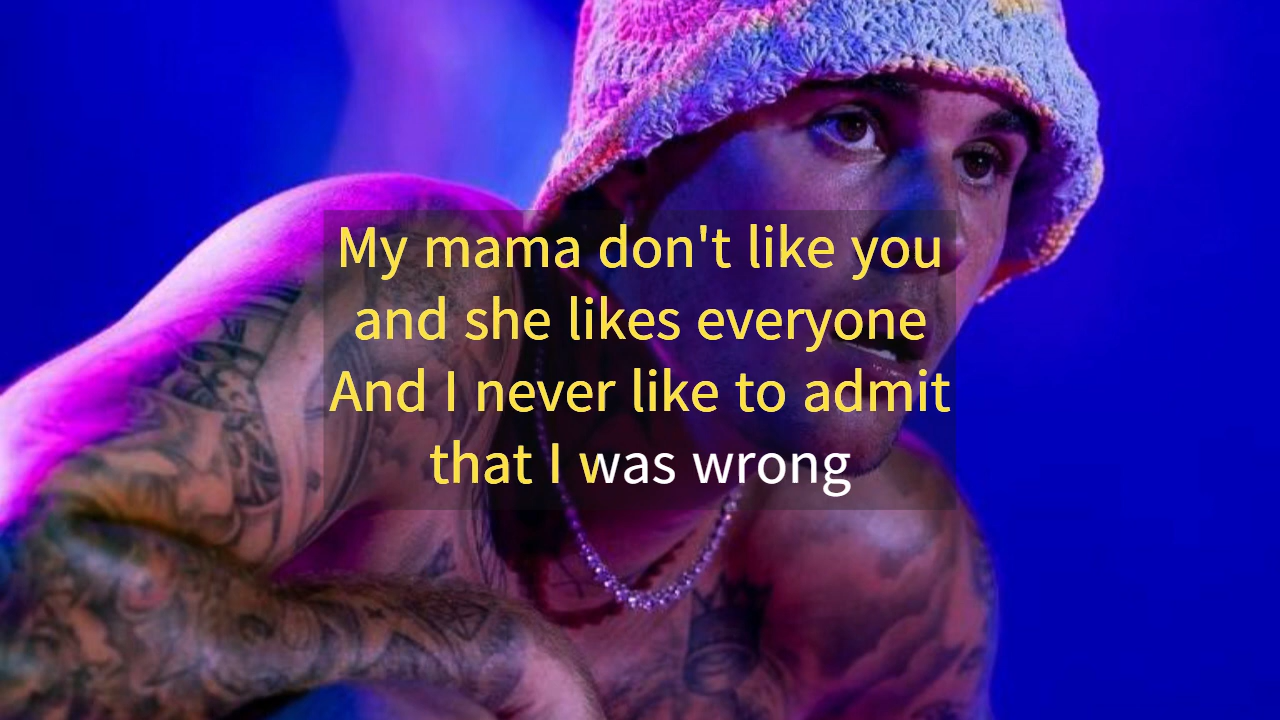 My mama don't like you
and she likes everyone
And I never like to admit
that I was wrong